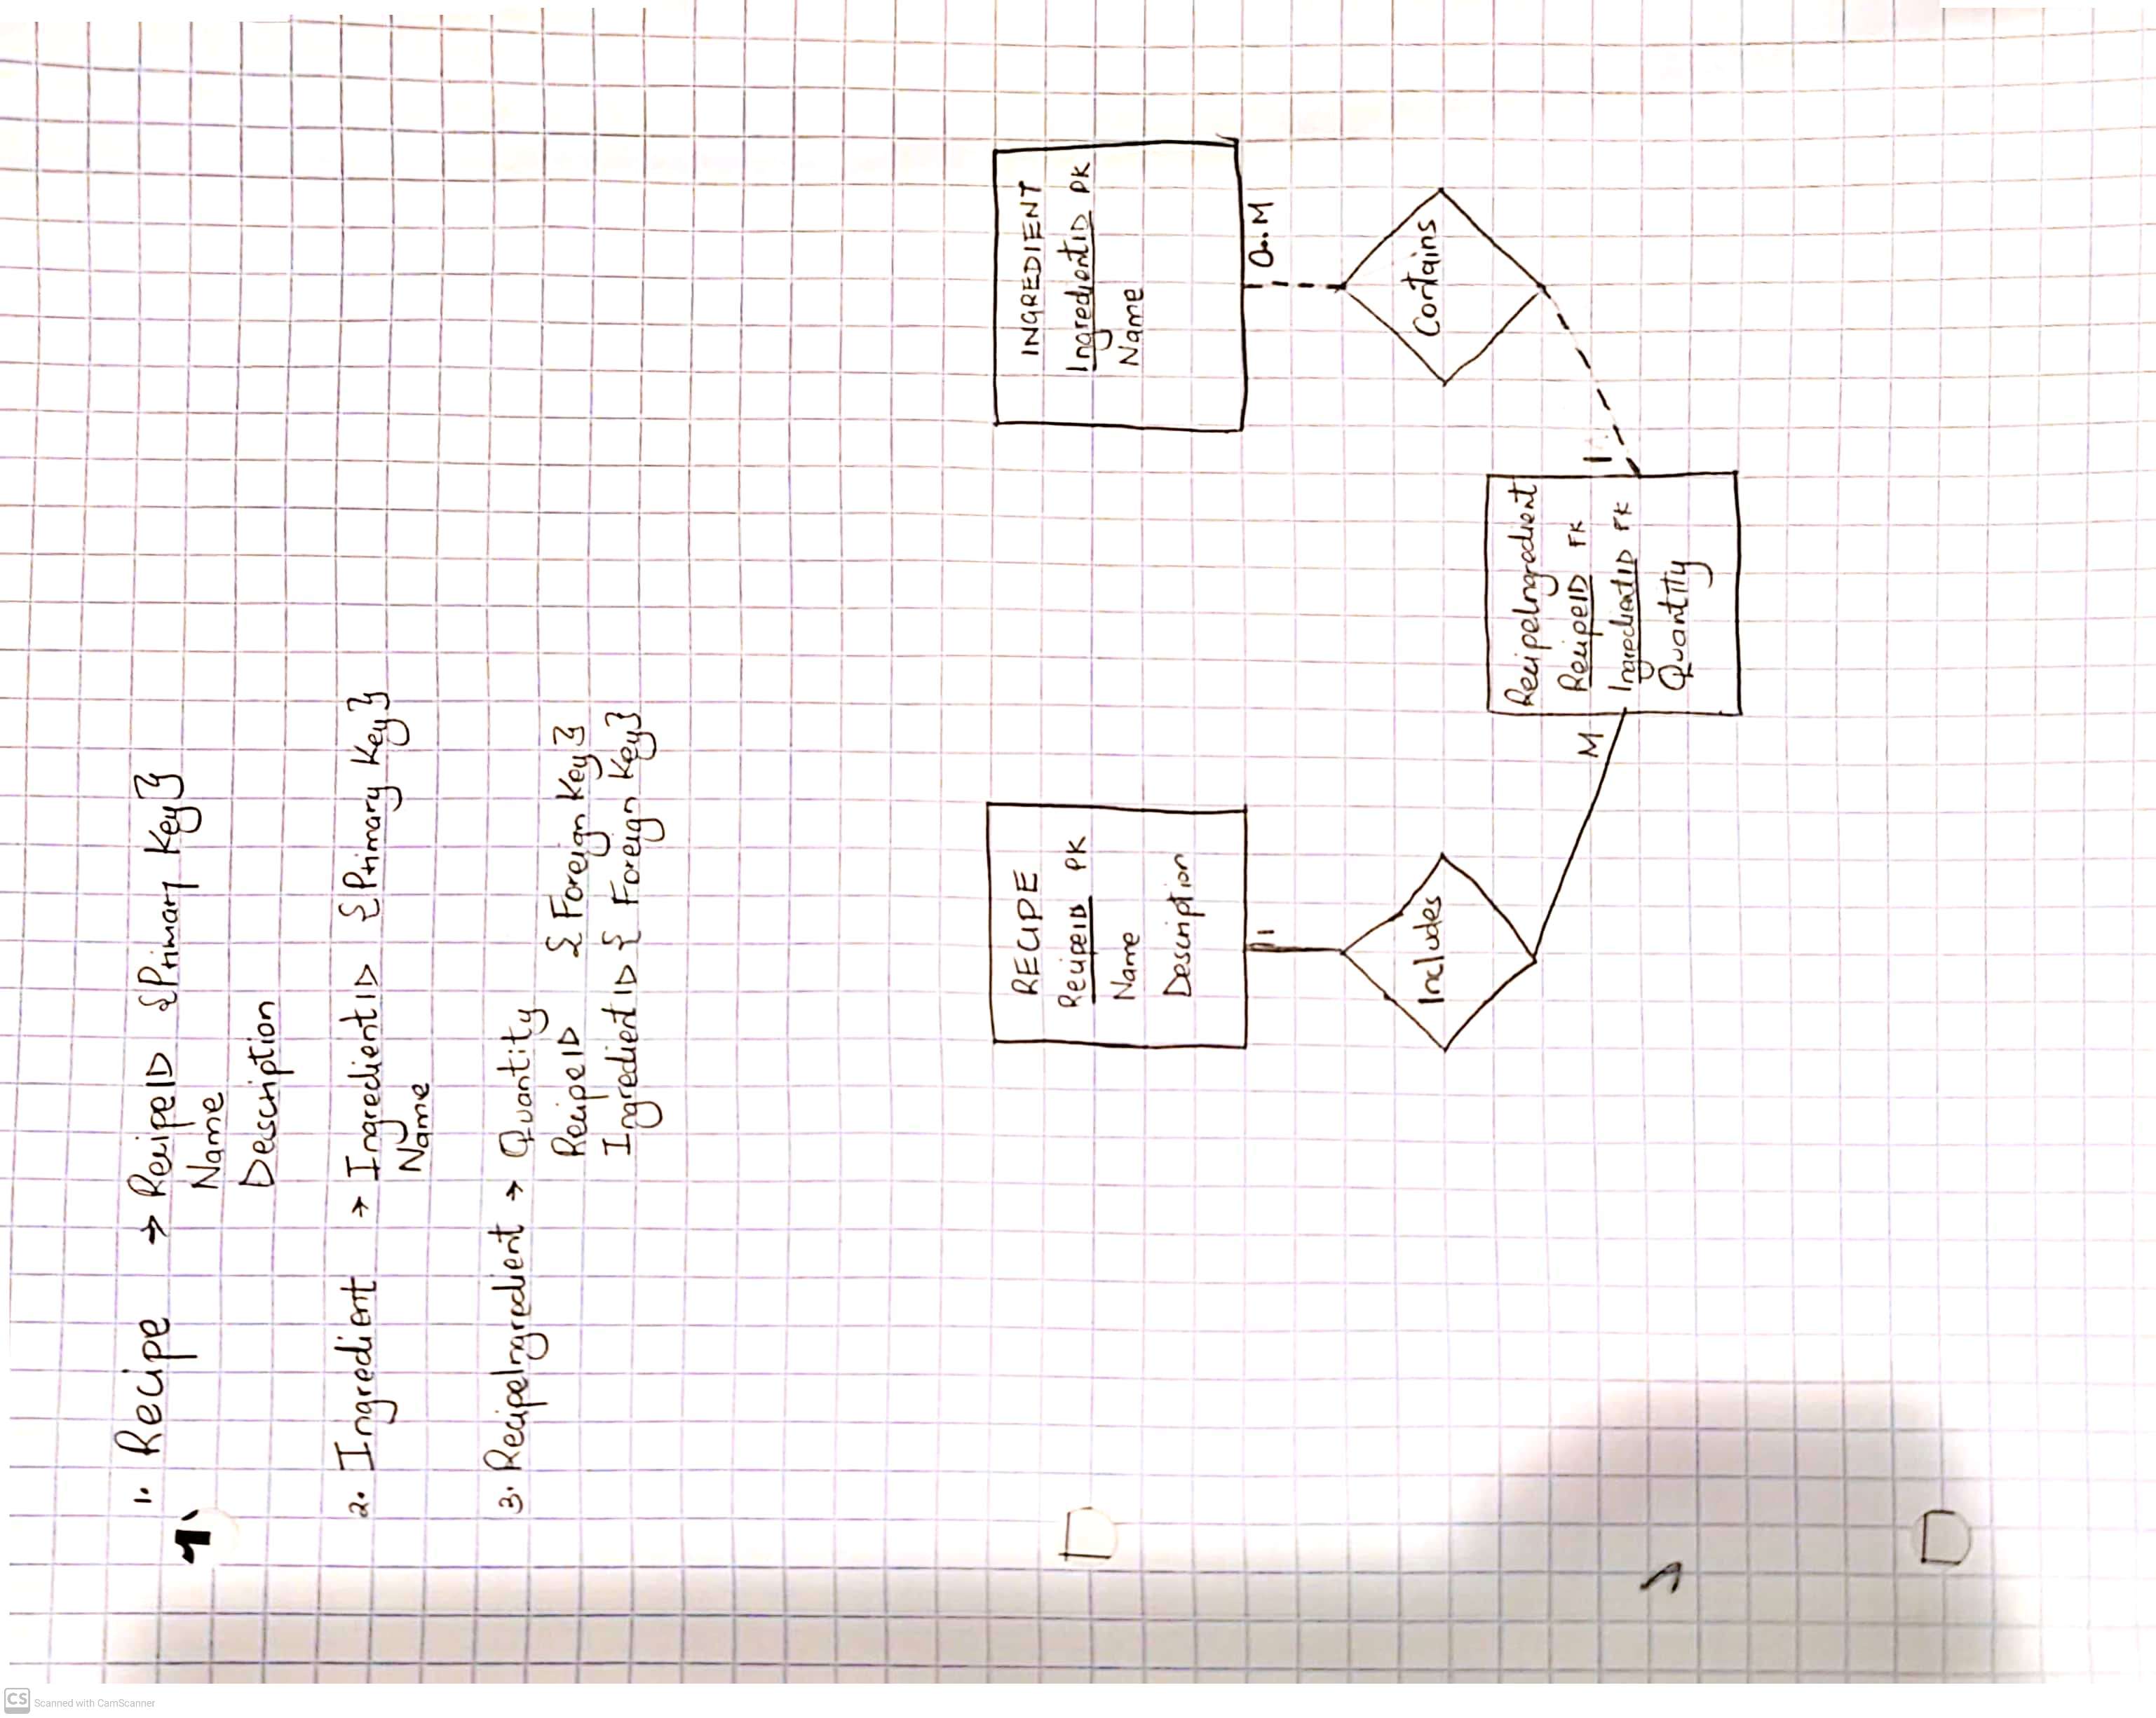 1. Recipe → RecipeID {Primary Key}
Name
Description
2. Ingredient → IngredientID {Primary Key}
Name
3. RecipeIngredient → Quantity
RecipeID {Foreign Key}
IngredientID {Foreign Key}
RECIPE
RecipeID PK
Name
Description
1
Includes
M
INGREDIENT
IngredientID PK
Name
0..M
Contains
1
RecipeIngredient
RecipeID FK
IngredientID FK
Quantity
CS Scanned with CamScanner